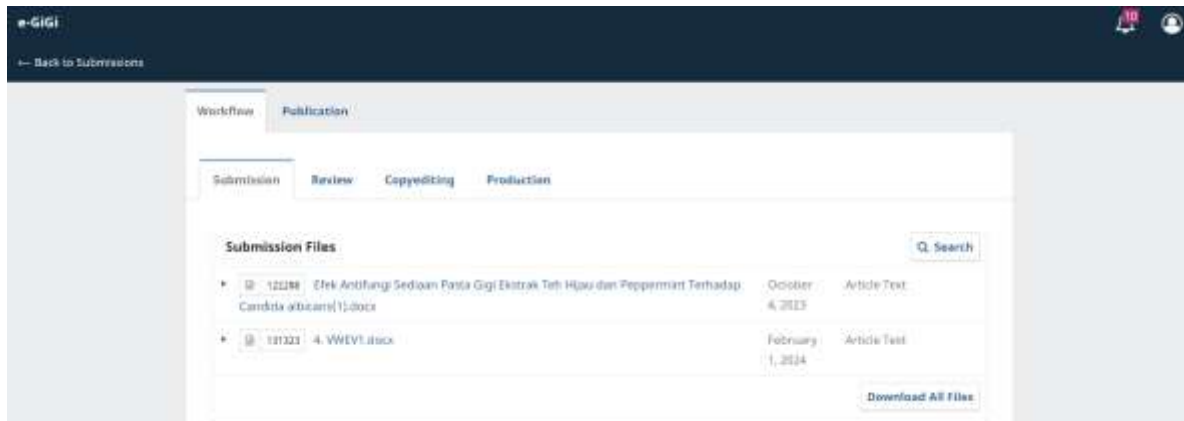 e-GiGi
10
← Back to Submissions
Workflow Publication
Submission Review Copyediting Production
Submission Files
Search
122288 Efek Antifungi Sediaan Pasta Gigi Ekstrak Teh Hijau dan Peppermint Terhadap
Candida albicans[1].docx
October
4, 2023
Article Text
131323 4. VWEV1.docx
February
1, 2024
Article Text
Download All Files